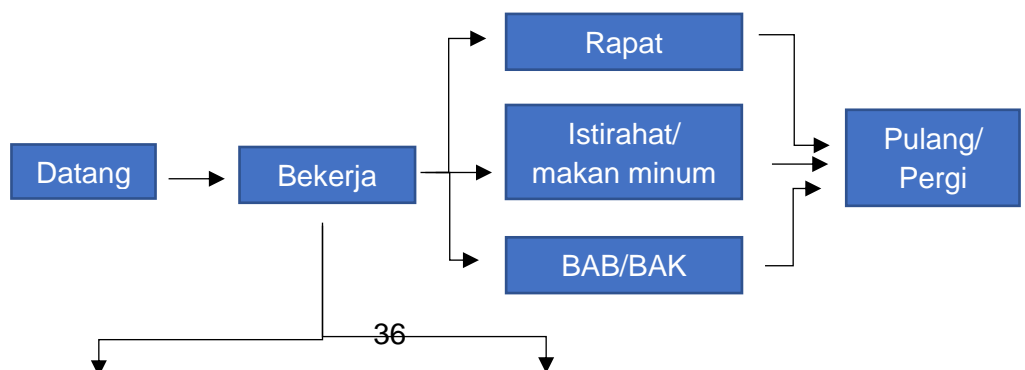 Datang
Bekerja
Rapat
Istirahat/
makan minum
BAB/BAK
Pulang/
Pergi
36